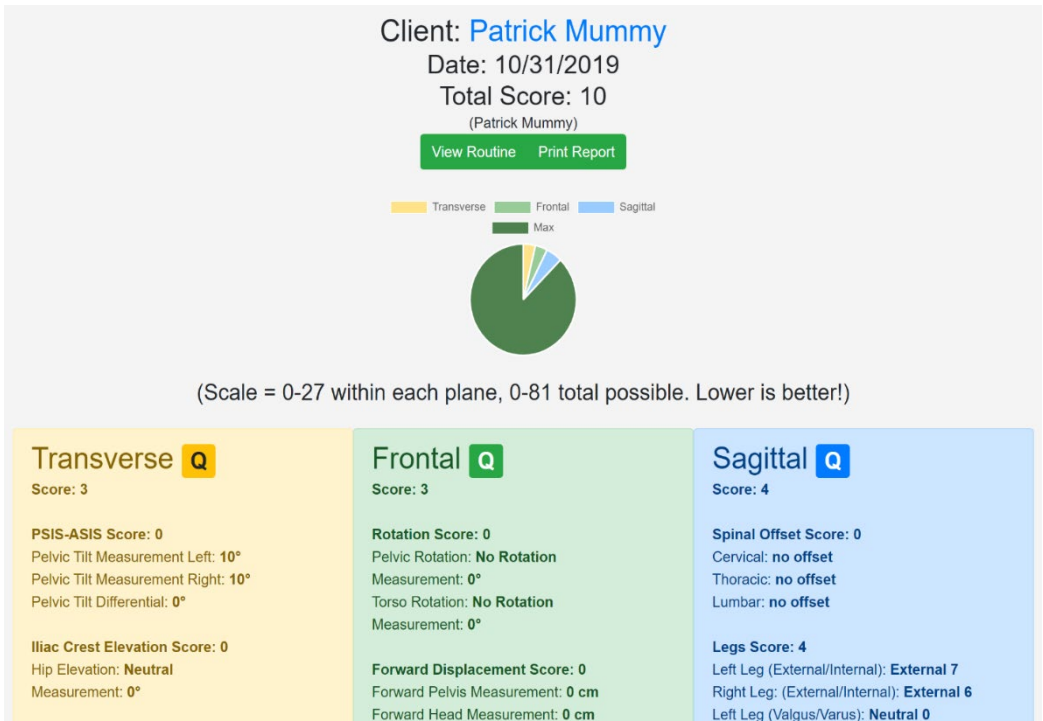 Client: Patrick Mummy
Date: 10/31/2019
Total Score: 10
(Patrick Mummy)
View Routine Print Report
Transverse Frontal Sagittal
Max
(Scale = 0-27 within each plane, 0-81 total possible. Lower is better!)
Transverse Q
Score: 3
PSIS-ASIS Score: 0
Pelvic Tilt Measurement Left: 10°
Pelvic Tilt Measurement Right: 10°
Pelvic Tilt Differential: 0°
Iliac Crest Elevation Score: 0
Hip Elevation: Neutral
Measurement: 0°
Frontal Q
Score: 3
Rotation Score: 0
Pelvic Rotation: No Rotation
Measurement: 0°
Torso Rotation: No Rotation
Measurement: 0°
Forward Displacement Score: 0
Forward Pelvis Measurement: 0 cm
Forward Head Measurement: 0 cm
Sagittal Q
Score: 4
Spinal Offset Score: 0
Cervical: no offset
Thoracic: no offset
Lumbar: no offset
Legs Score: 4
Left Leg (External/Internal): External 7
Right Leg: (External/Internal): External 6
Left Leg (Valgus/Varus): Neutral 0